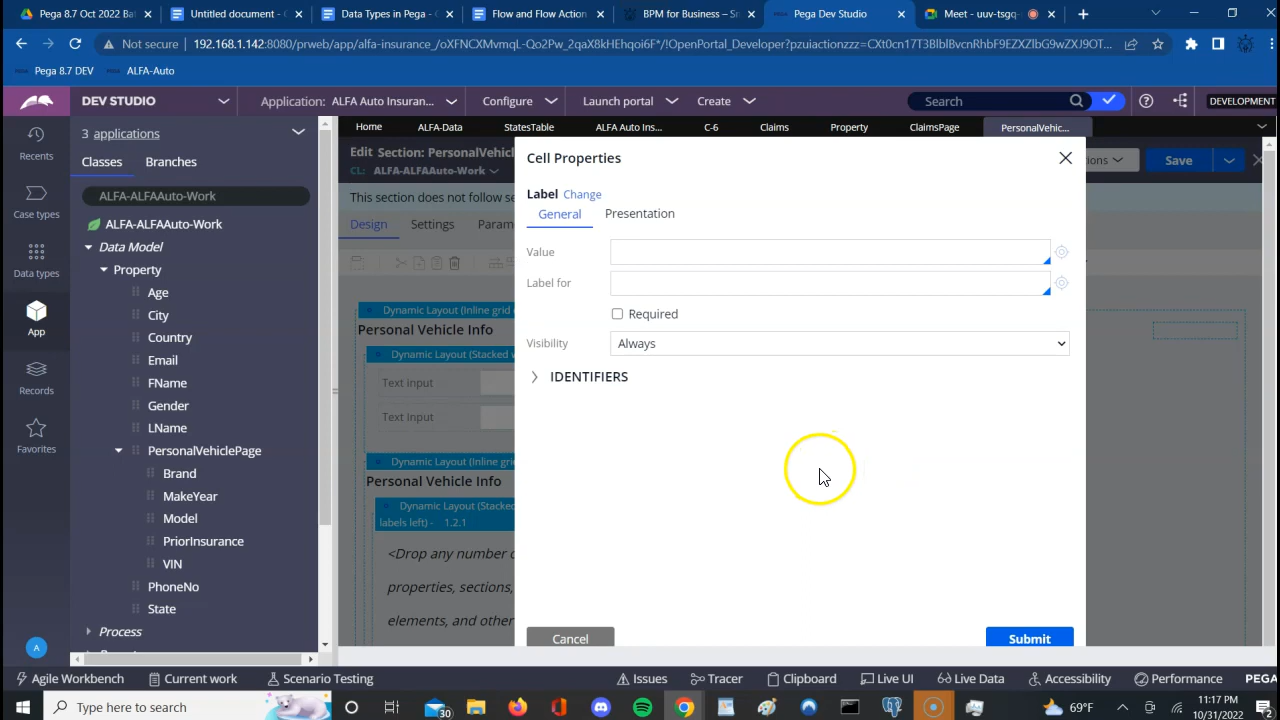 Pega 8.7 Oct 2022 Bat
Untitled document - G
Data Types in Pega - G
Flow and Flow Action
BPM for Business – Sn
Pega Dev Studio
Meet - uuv-tsgq-
Not secure
192.168.1.142:8080/prweb/app/alfa-insurance_/oXFNCXMvmqL-Qo2Pw_2qaX8kHEhqoi6F*/!OpenPortal_Developer?pzuiactionzzz=
Pega 8.7 DEV
ALFA-Auto
DEV STUDIO
Application: ALFA Auto Insuran...
Configure
Launch portal
Create
Search
DEVELOPMENT
Recents
Case types
Data types
App
Records
Favorites
A
3 applications
Classes
Branches
ALFA-ALFAAuto-Work
ALFA-ALFAAuto-Work
Data Model
Property
Age
City
Country
Email
FName
Gender
LName
PersonalVehiclePage
Brand
MakeYear
Model
PriorInsurance
VIN
PhoneNo
State
Process
Home
ALFA-Data
StatesTable
ALFA Auto Ins...
C-6
Claims
Property
ClaimsPage
PersonalVehic...
Edit Section: PersonalVehicl
CL: ALFA-ALFAAuto-Work
Save
This section does not follow se
Design
Settings
Param
Dynamic Layout (Inline grid
Personal Vehicle Info
Dynamic Layout (Stacked w
Text input
Text input
Dynamic Layout (Inline grid
Personal Vehicle Info
Dynamic Layout (Stacked
labels left) - 1.2.1
<Drop any number o
properties, sections,
elements, and other
Cell Properties
Label Change
General
Presentation
Value
Label for
Required
Visibility
Always
IDENTIFIERS
Cancel
Submit
Agile Workbench
Current work
Scenario Testing
Issues
Tracer
Clipboard
Live UI
Live Data
Accessibility
Performance
PEGA
Type here to search
30
69°F
11:17 PM
10/31/2022